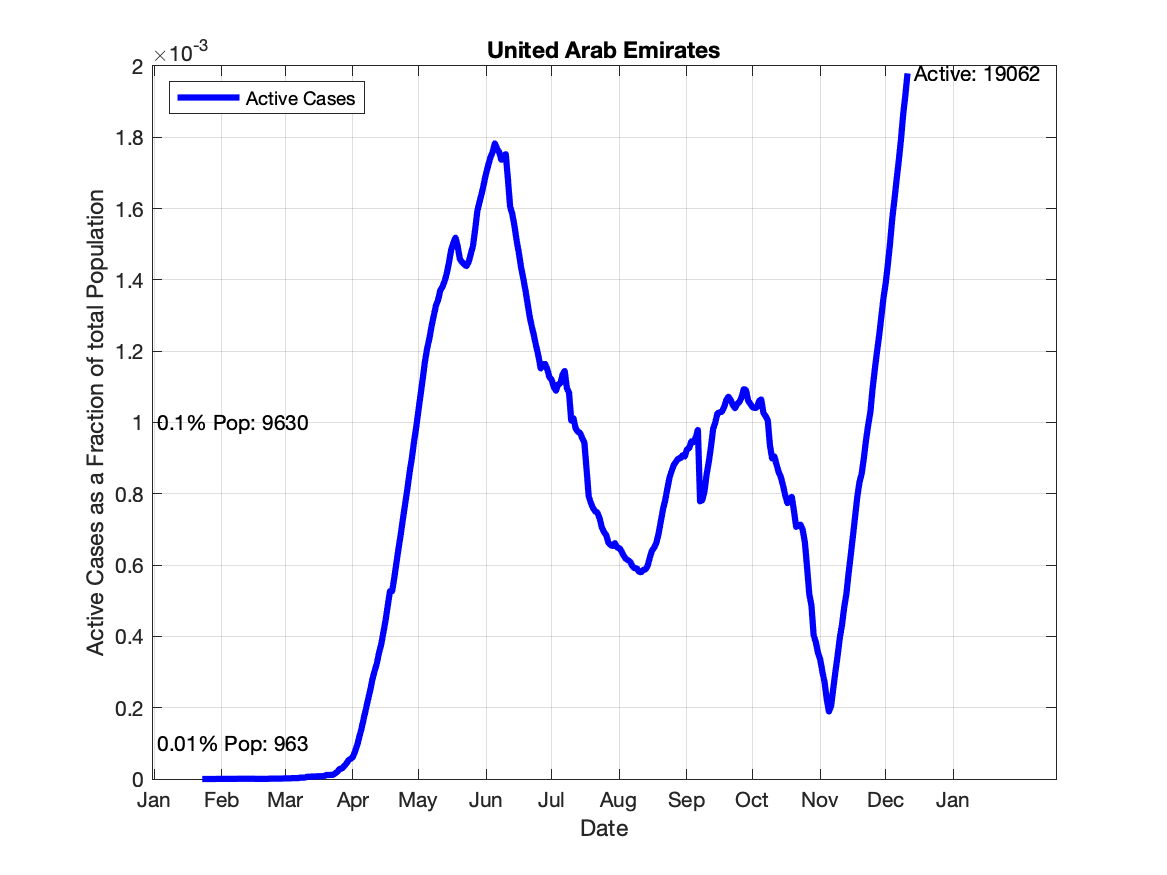 United Arab Emirates
×10-3
2
Active: 19062
Active Cases
1.8
1.6
1.4
1.2
1
0.1% Pop: 9630
0.8
0.6
0.4
0.2
0.01% Pop: 963
0
Active Cases as a Fraction of total Population
Jan Feb Mar Apr May Jun Jul Aug Sep Oct Nov Dec Jan
Date